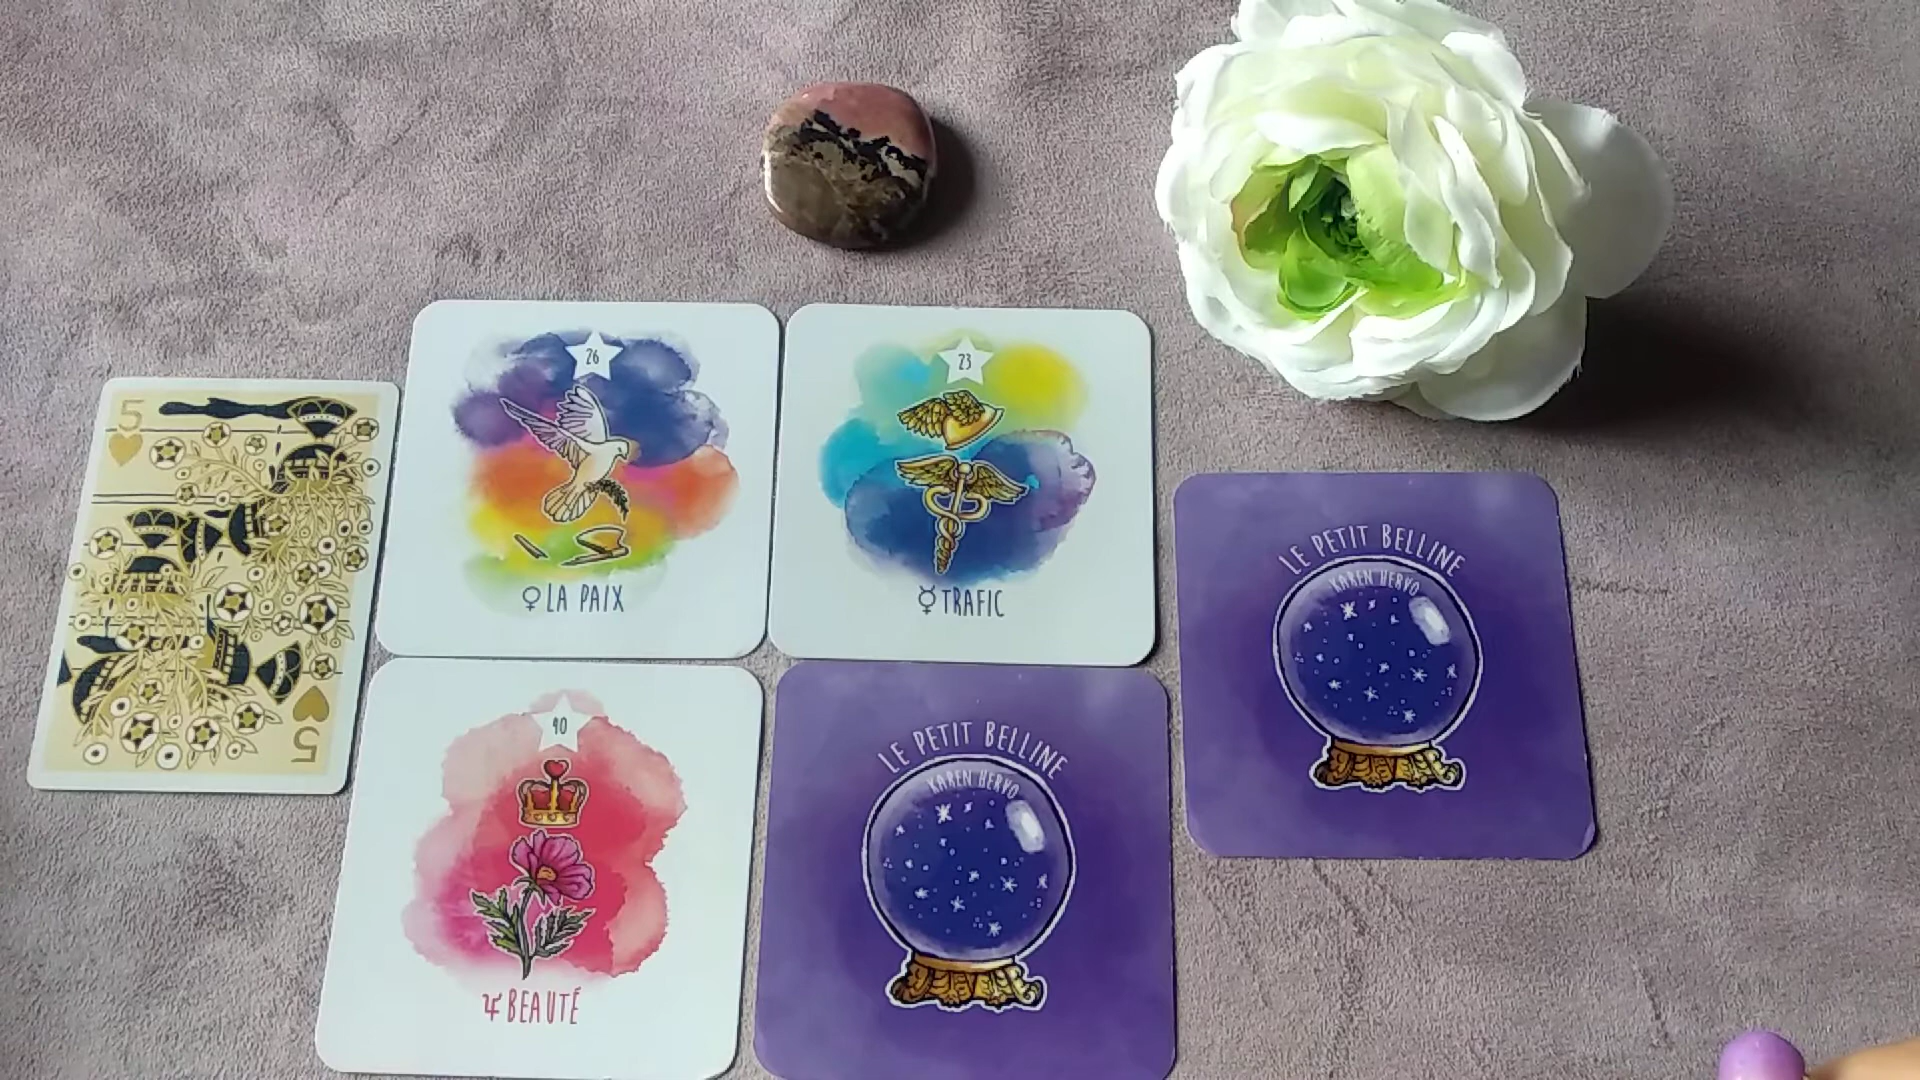 5
26
♀ LA PAIX
23
☿ TRAFIC
LE PETIT BELLINE
KAREN HERVO
5
40
♃ BEAUTÉ
LE PETIT BELLINE
KAREN HERVO